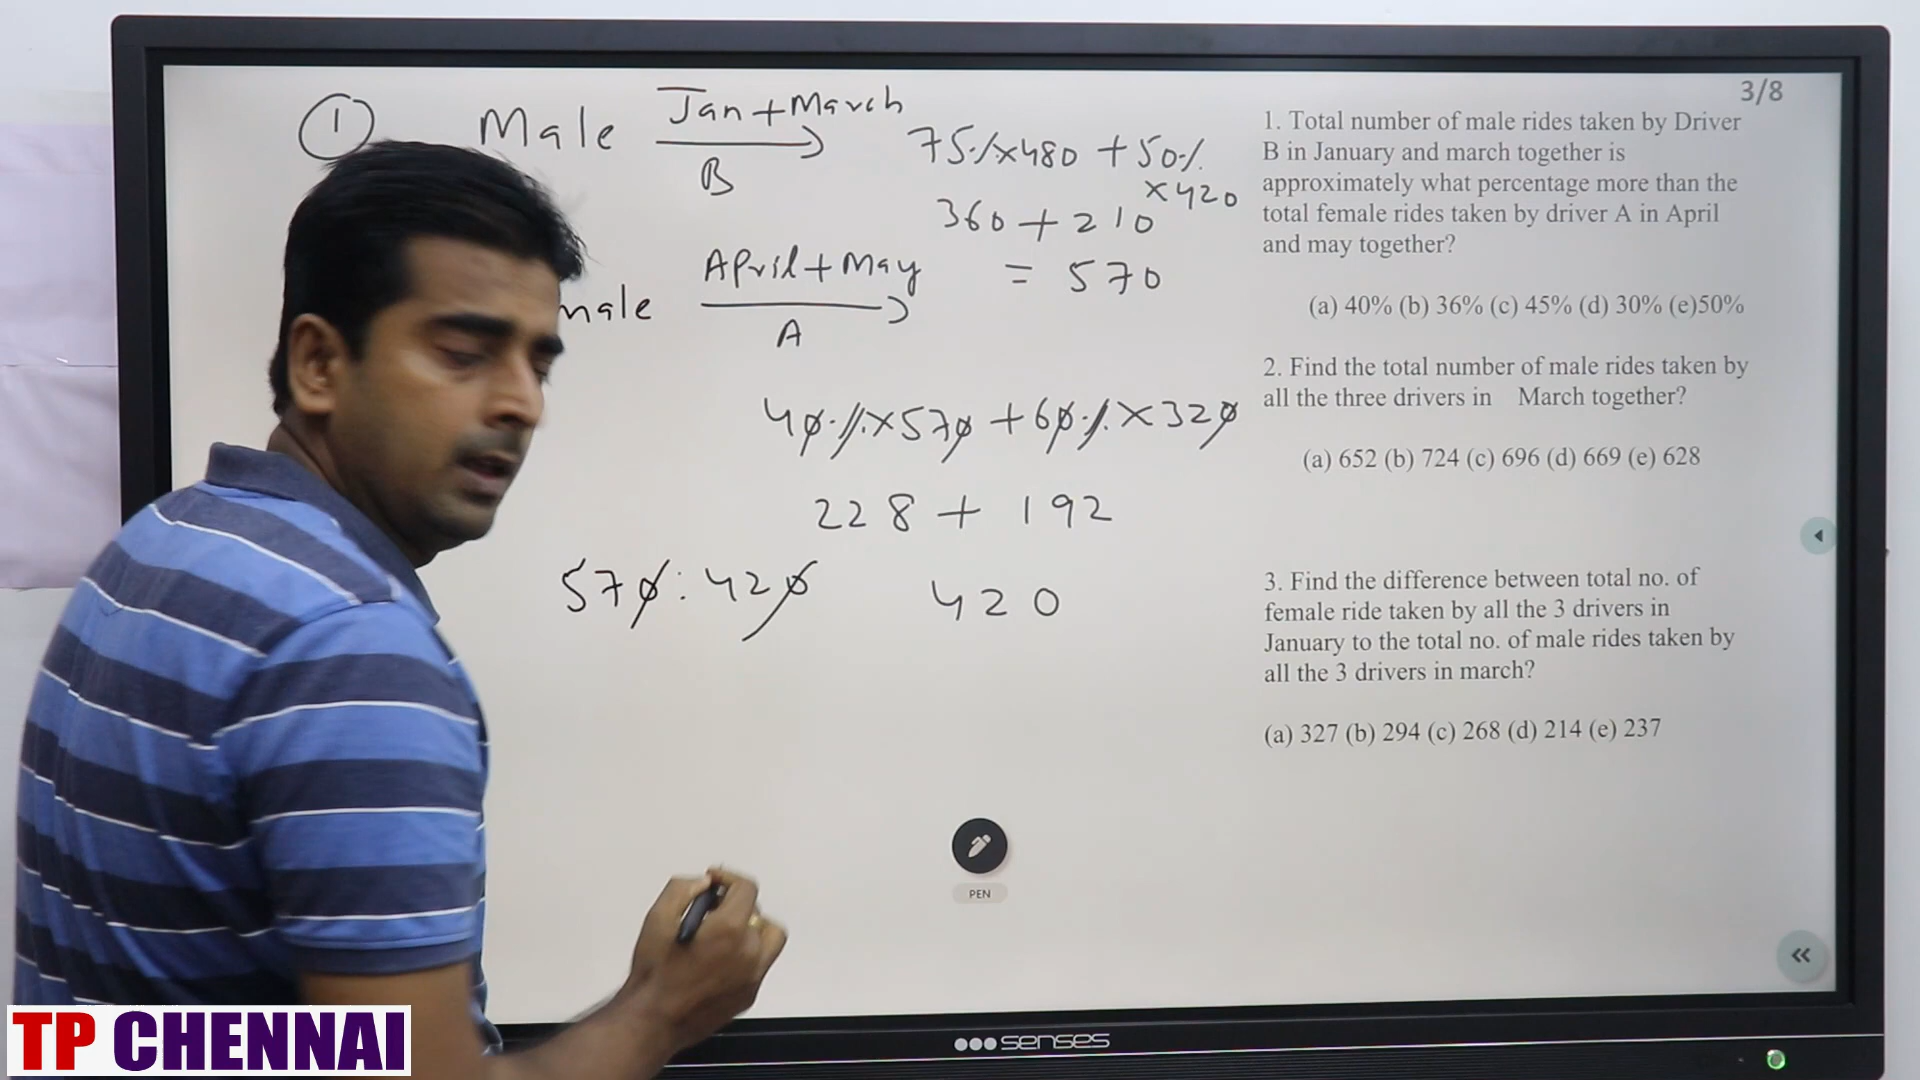 ① Male Jan + March B 75% x 480 + 50% x 420
360 + 210
= 570
male April + May A
40% x 570 + 60% x 320
228 + 192
570 : 420 420
3/8
1. Total number of male rides taken by Driver
B in January and march together is
approximately what percentage more than the
total female rides taken by driver A in April
and may together?
(a) 40% (b) 36% (c) 45% (d) 30% (e)50%
2. Find the total number of male rides taken by
all the three drivers in March together?
(a) 652 (b) 724 (c) 696 (d) 669 (e) 628
3. Find the difference between total no. of
female ride taken by all the 3 drivers in
January to the total no. of male rides taken by
all the 3 drivers in march?
(a) 327 (b) 294 (c) 268 (d) 214 (e) 237
PEN
senses
TP CHENNAI